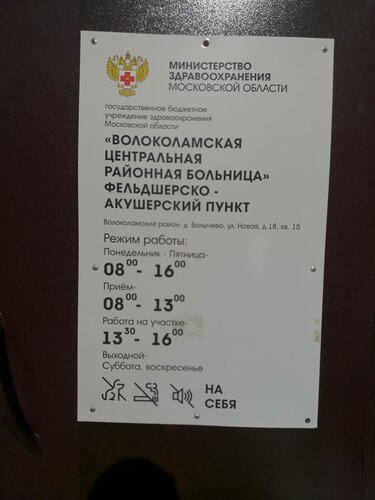 МИНИСТЕРСТВО
ЗДРАВООХРАНЕНИЯ
МОСКОВСКОЙ ОБЛАСТИ
государственное бюджетное
учреждение здравоохранения
Московской области
«ВОЛОКОЛАМСКАЯ
ЦЕНТРАЛЬНАЯ
РАЙОННАЯ БОЛЬНИЦА»
ФЕЛЬДШЕРСКО -
АКУШЕРСКИЙ ПУНКТ
Волоколамский район, д. Болычево, ул. Новая, д.18, кв. 15
Режим работы:
Понедельник - Пятница-
08⁰⁰- 16⁰⁰
Приём-
08⁰⁰- 13⁰⁰
Работа на участке-
13³⁰- 16⁰⁰
Выходной-
Суббота, воскресенье
НА
СЕБЯ